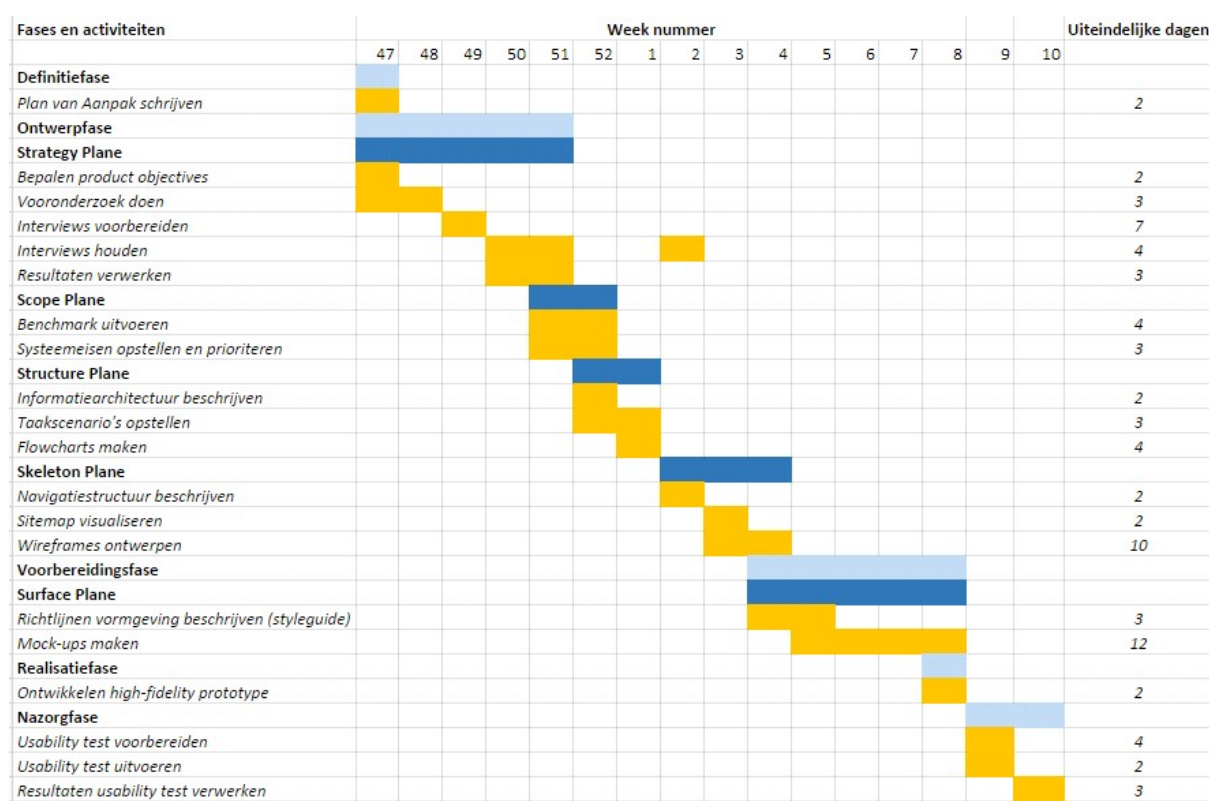 Fases en activiteiten Week nummer Uiteindelijke dagen
47 48 49 50 51 52 1 2 3 4 5 6 7 8 9 10
Definitiefase
Plan van Aanpak schrijven 2
Ontwerpfase
Strategy Plane
Bepalen product objectives 2
Vooronderzoek doen 3
Interviews voorbereiden 7
Interviews houden 4
Resultaten verwerken 3
Scope Plane
Benchmark uitvoeren 4
Systeemeisen opstellen en prioriteren 3
Structure Plane
Informatiearchitectuur beschrijven 2
Taakscenario's opstellen 3
Flowcharts maken 4
Skeleton Plane
Navigatiestructuur beschrijven 2
Sitemap visualiseren 2
Wireframes ontwerpen 10
Voorbereidingsfase
Surface Plane
Richtlijnen vormgeving beschrijven (styleguide) 3
Mock-ups maken 12
Realisatiefase
Ontwikkelen high-fidelity prototype 2
Nazorgfase
Usability test voorbereiden 4
Usability test uitvoeren 2
Resultaten usability test verwerken 3